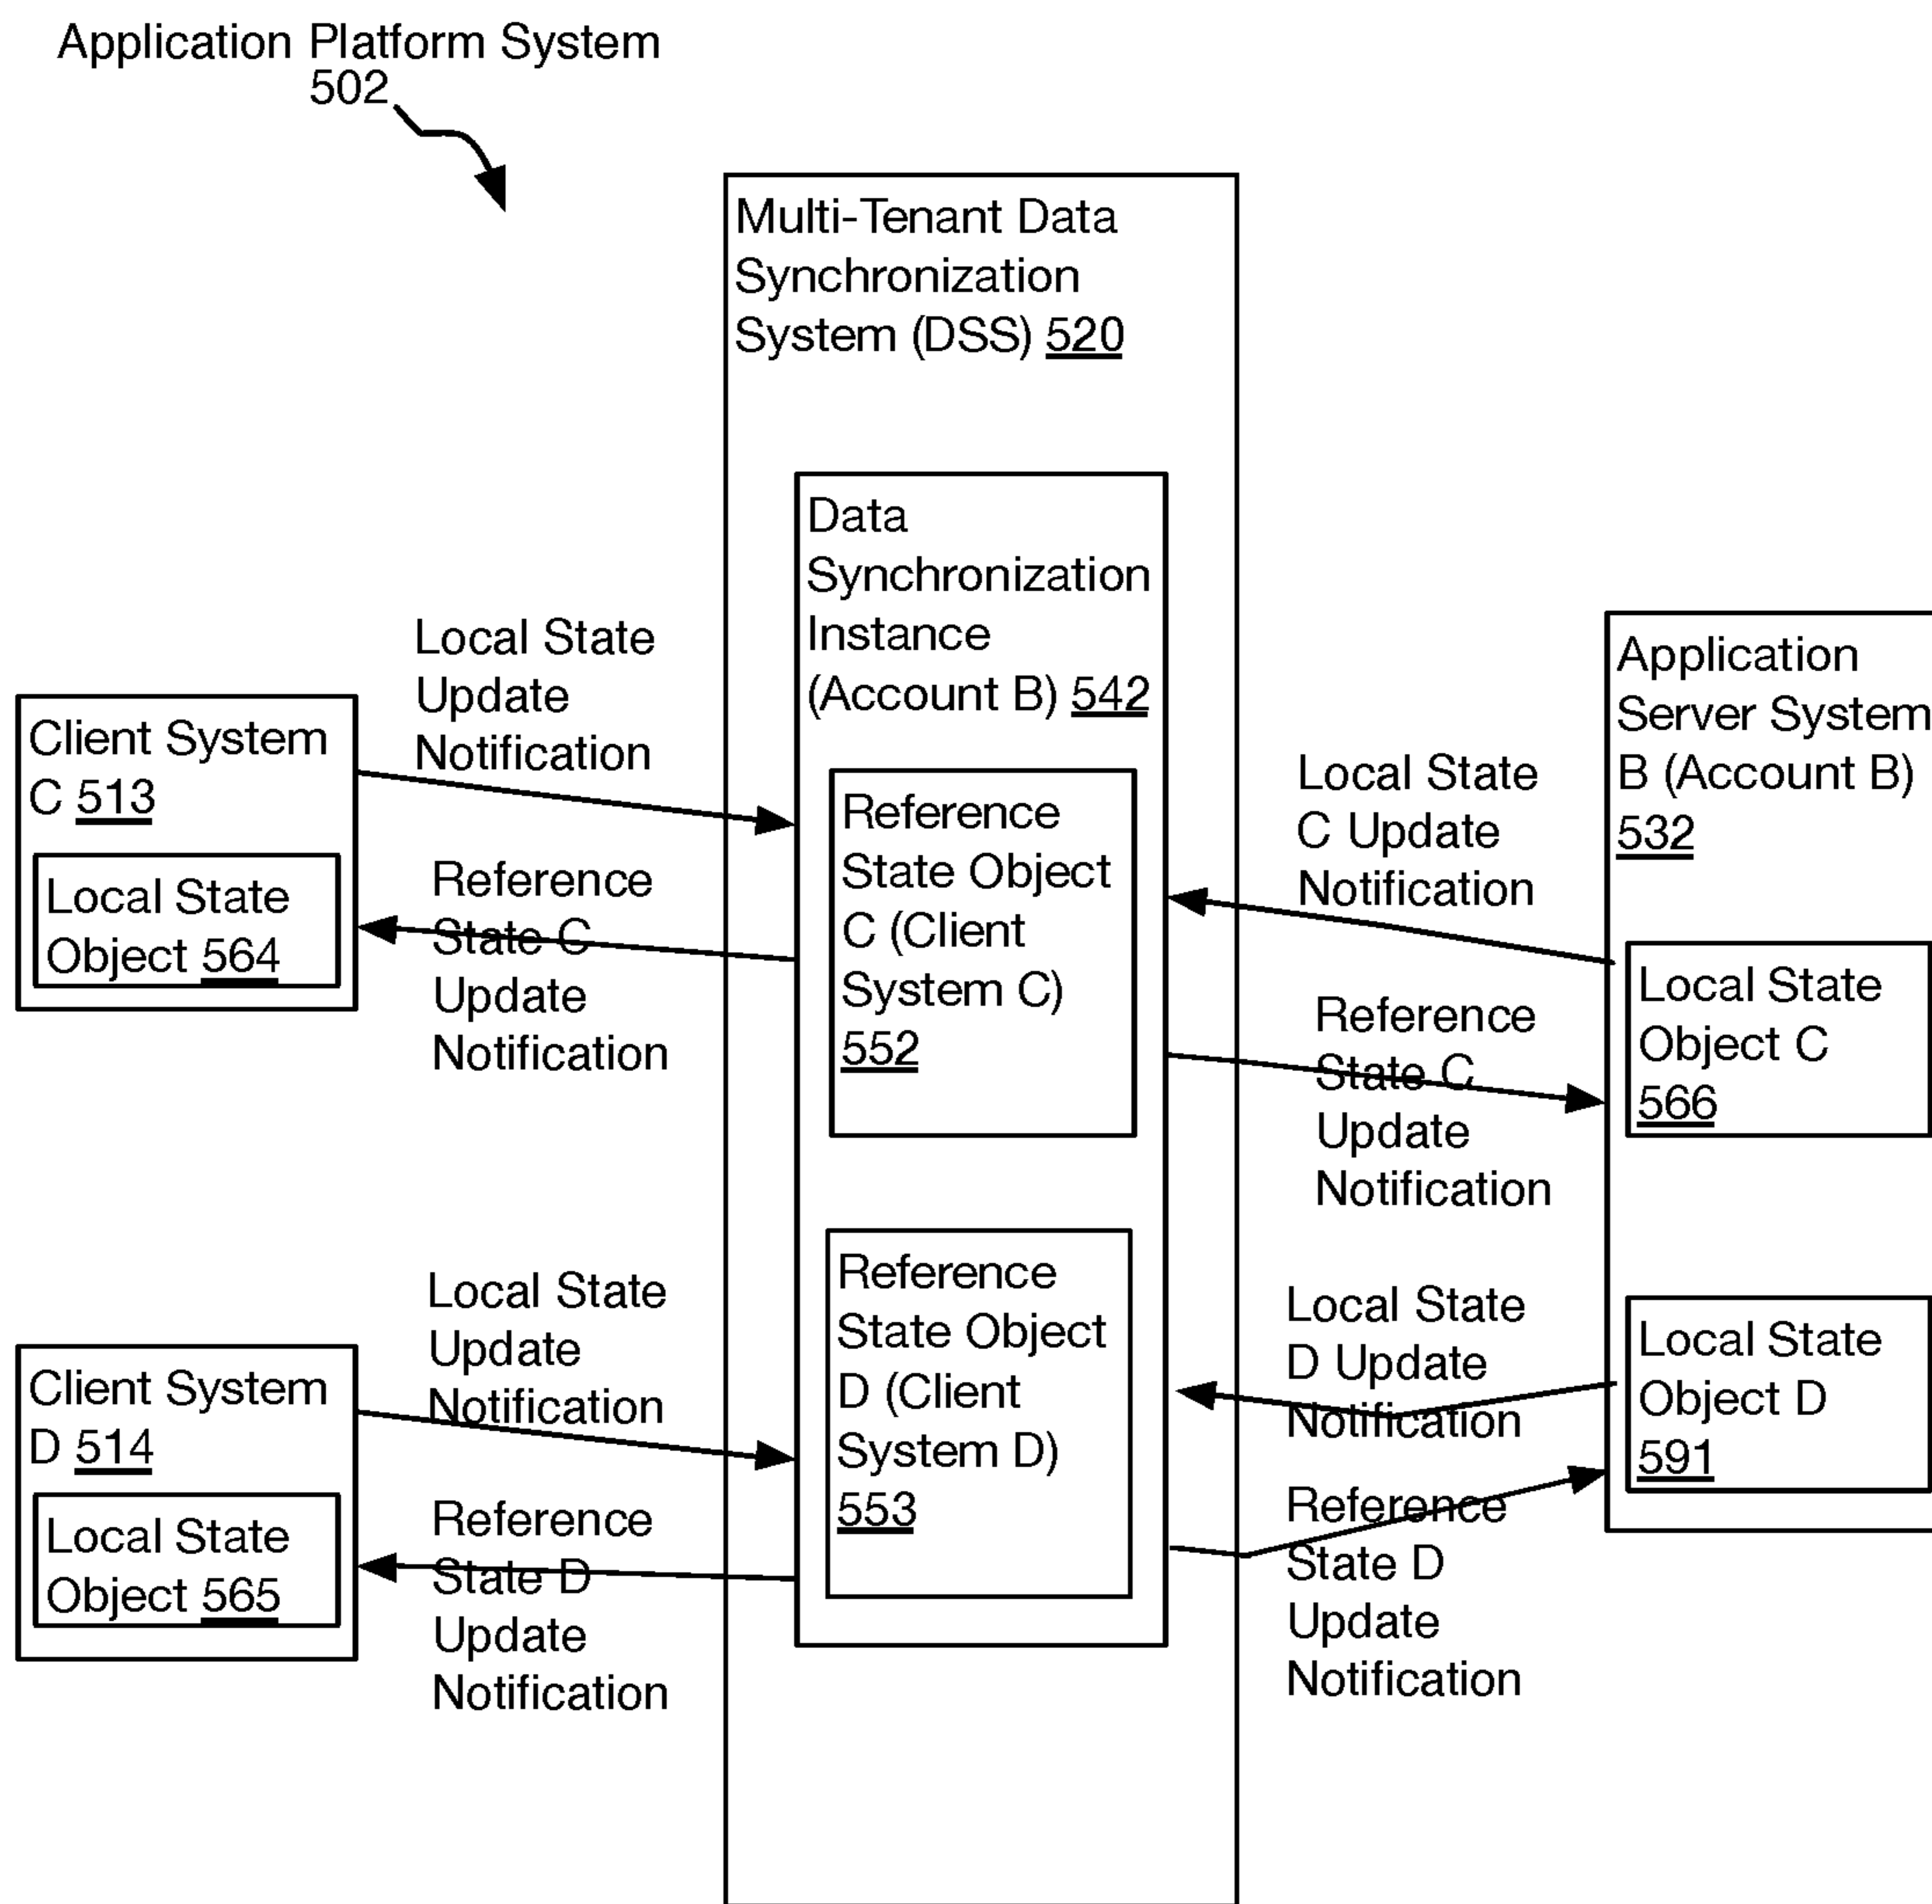 Application Platform System
502
Multi-Tenant Data
Synchronization
System (DSS) 520
Data
Synchronization
Instance
(Account B) 542
Reference
State Object
C (Client
System C)
552
Reference
State Object
D (Client
System D)
553
Client System
C 513
Local State
Object 564
Local State
Update
Notification
Reference
State C
Update
Notification
Client System
D 514
Local State
Object 565
Local State
Update
Notification
Reference
State D
Update
Notification
Local State
C Update
Notification
Reference
State C
Update
Notification
Local State
D Update
Notification
Reference
State D
Update
Notification
Application
Server System
B (Account B)
532
Local State
Object C
566
Local State
Object D
591